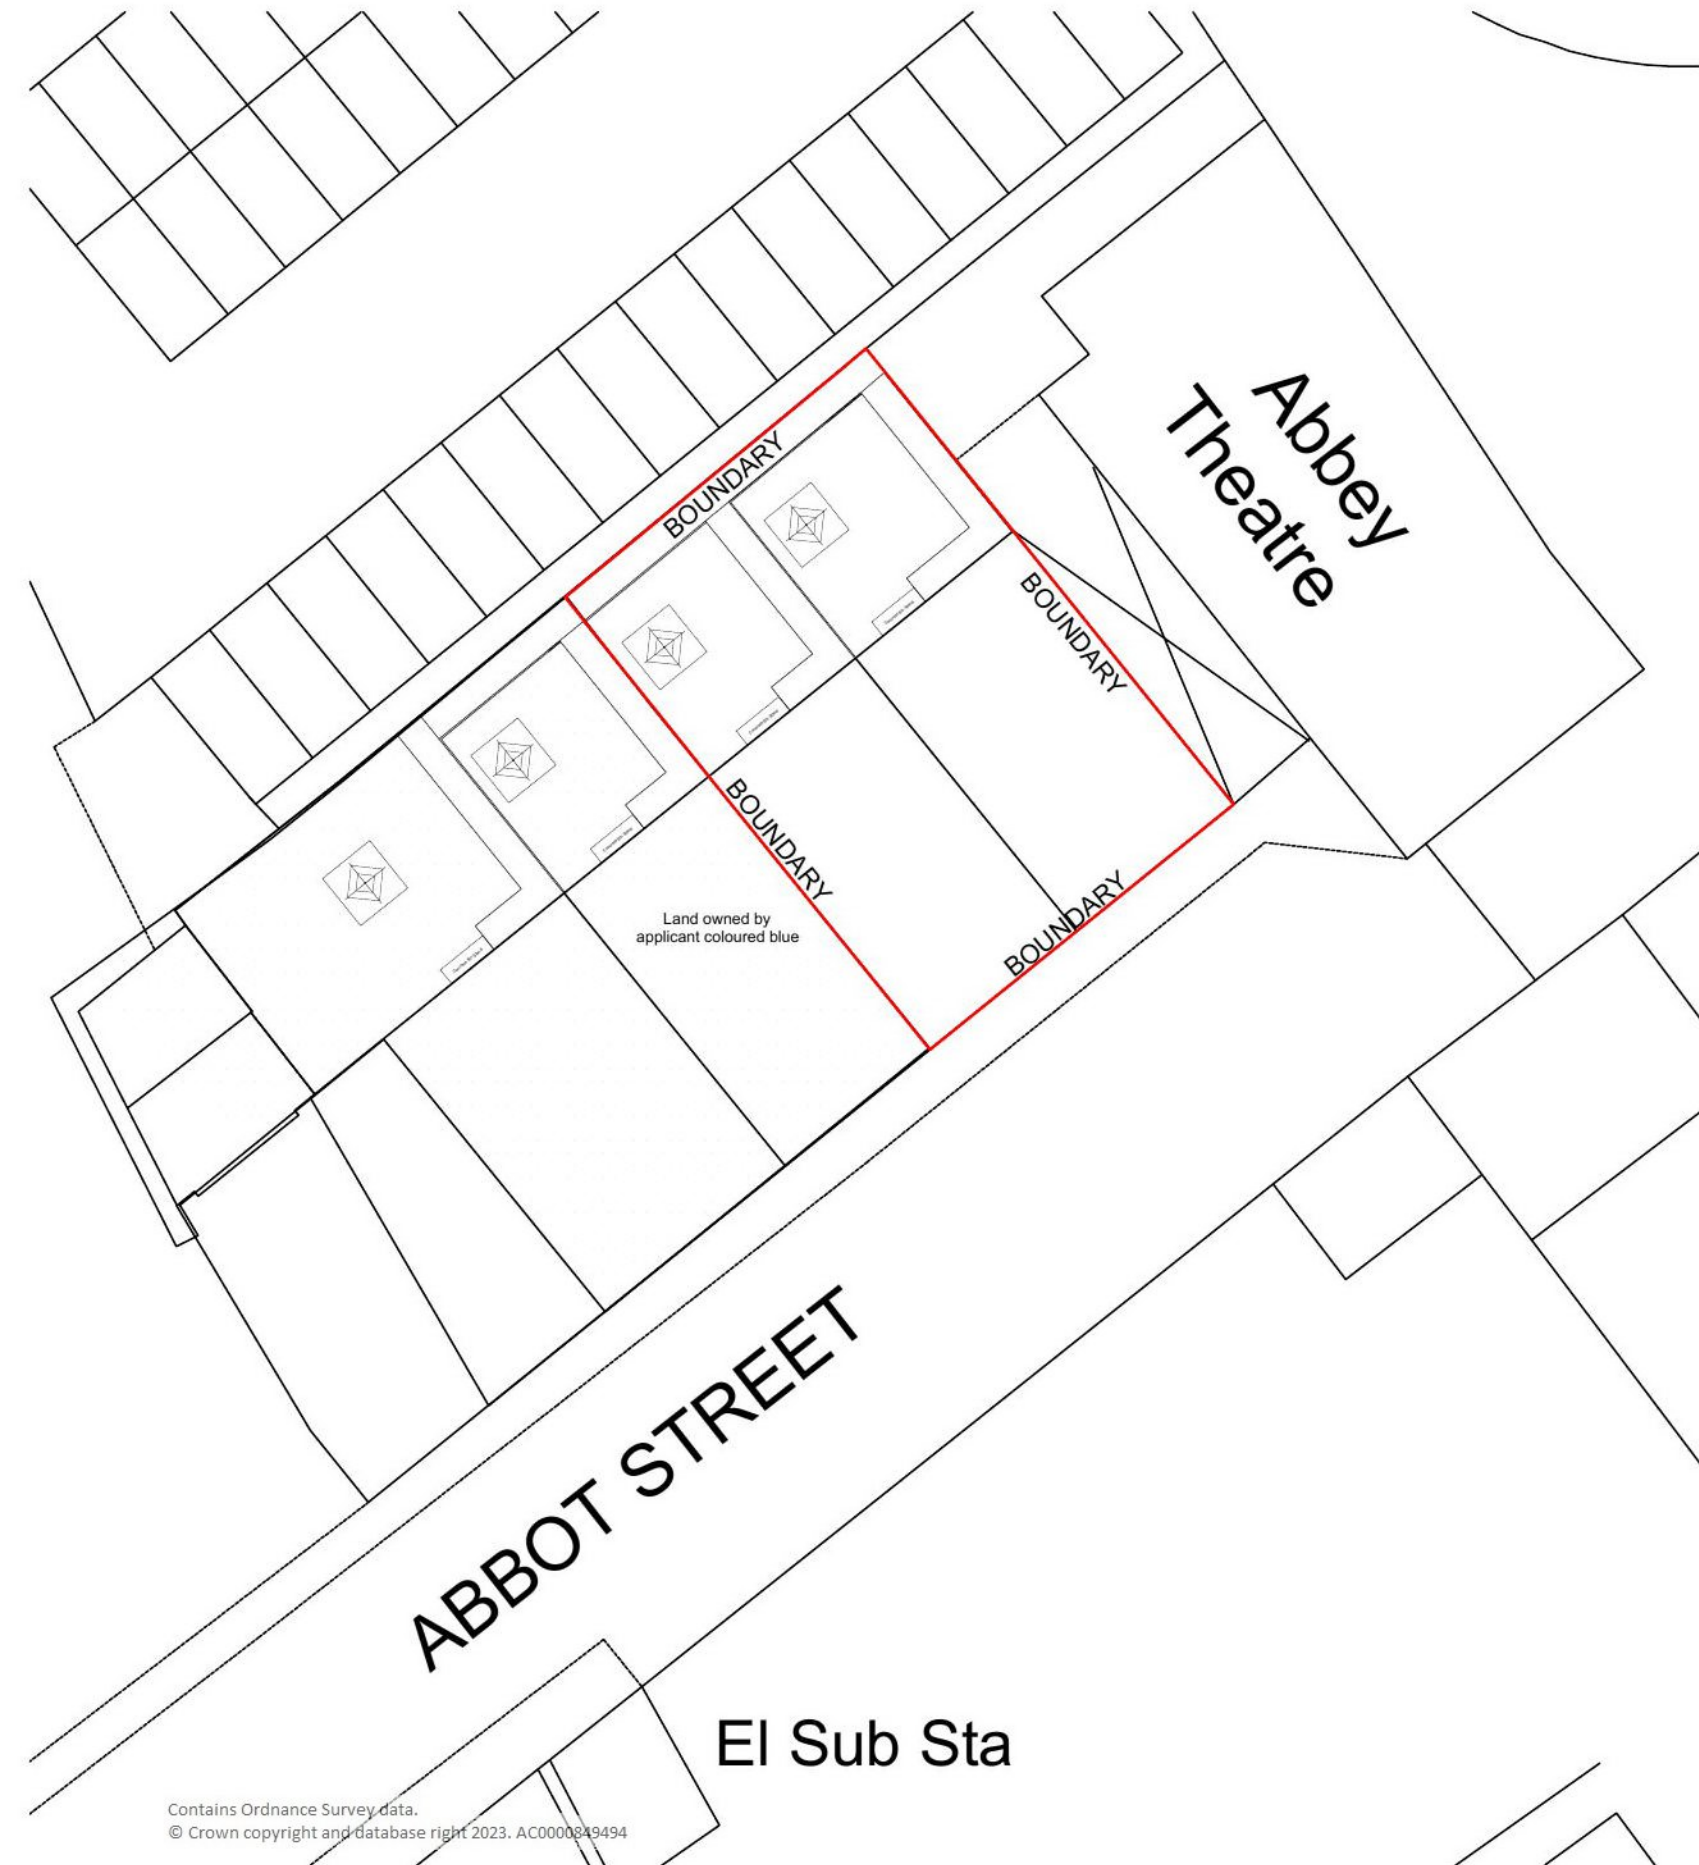 Abbey
Theatre
BOUNDARY
BOUNDARY
BOUNDARY
BOUNDARY
Land owned by
applicant coloured blue
ABBOT STREET
El Sub Sta
Contains Ordnance Survey data.
© Crown copyright and database right 2023. AC0000849494